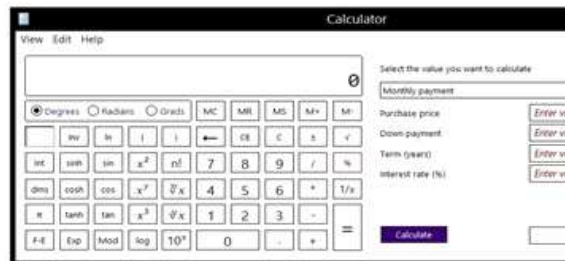 Calculator
View Edit Help
0
Degrees Radians Grads MC MR MS M+ M-
Inv ln ( ) ← CE C ± √
Int sinh sin x² n! 7 8 9 / %
dms cosh cos xʸ ʸ√x 4 5 6 * 1/x
π tanh tan x³ ³√x 1 2 3 - =
F-E Exp Mod log 10ˣ 0 . +
Select the value you want to calculate
Monthly payment
Purchase price Enter v
Down payment Enter v
Term (years) Enter v
Interest rate (%) Enter v
Calculate